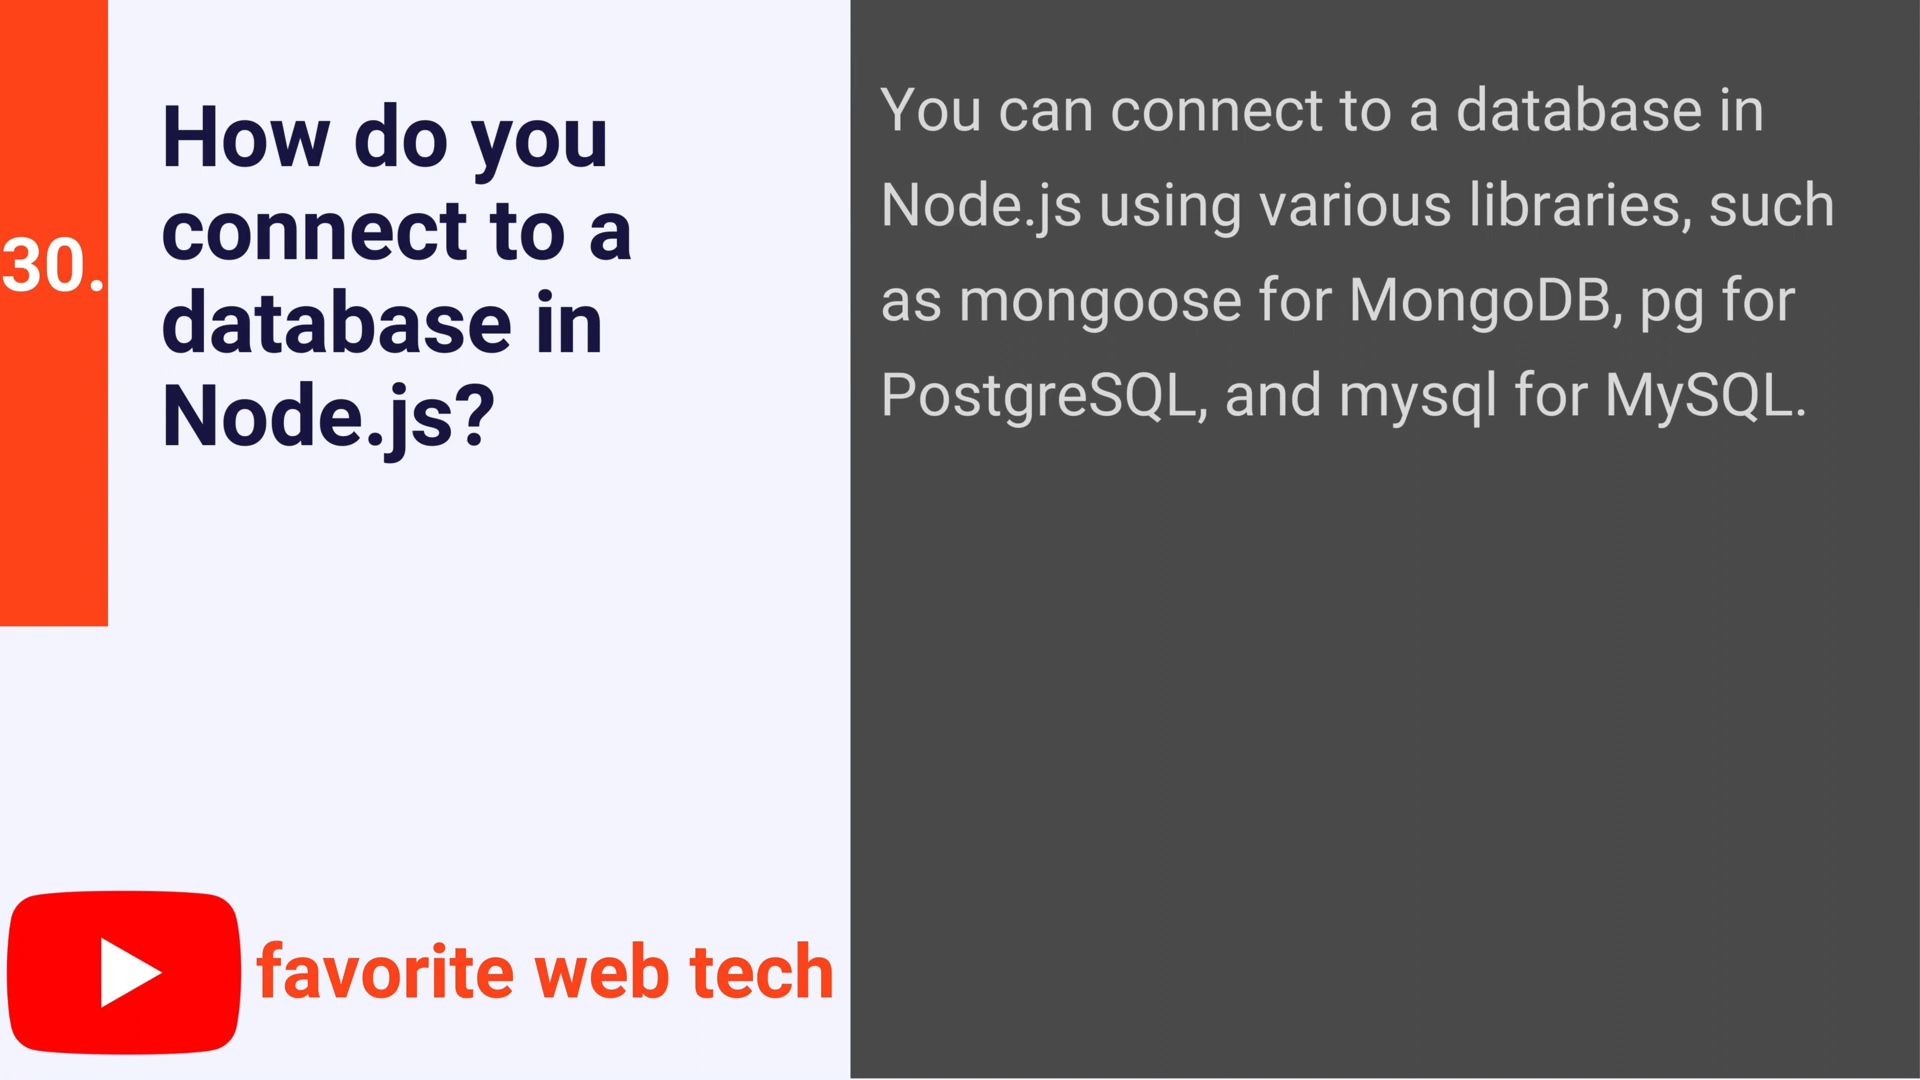 30.
How do you
connect to a
database in
Node.js?
You can connect to a database in
Node.js using various libraries, such
as mongoose for MongoDB, pg for
PostgreSQL, and mysql for MySQL.
favorite web tech